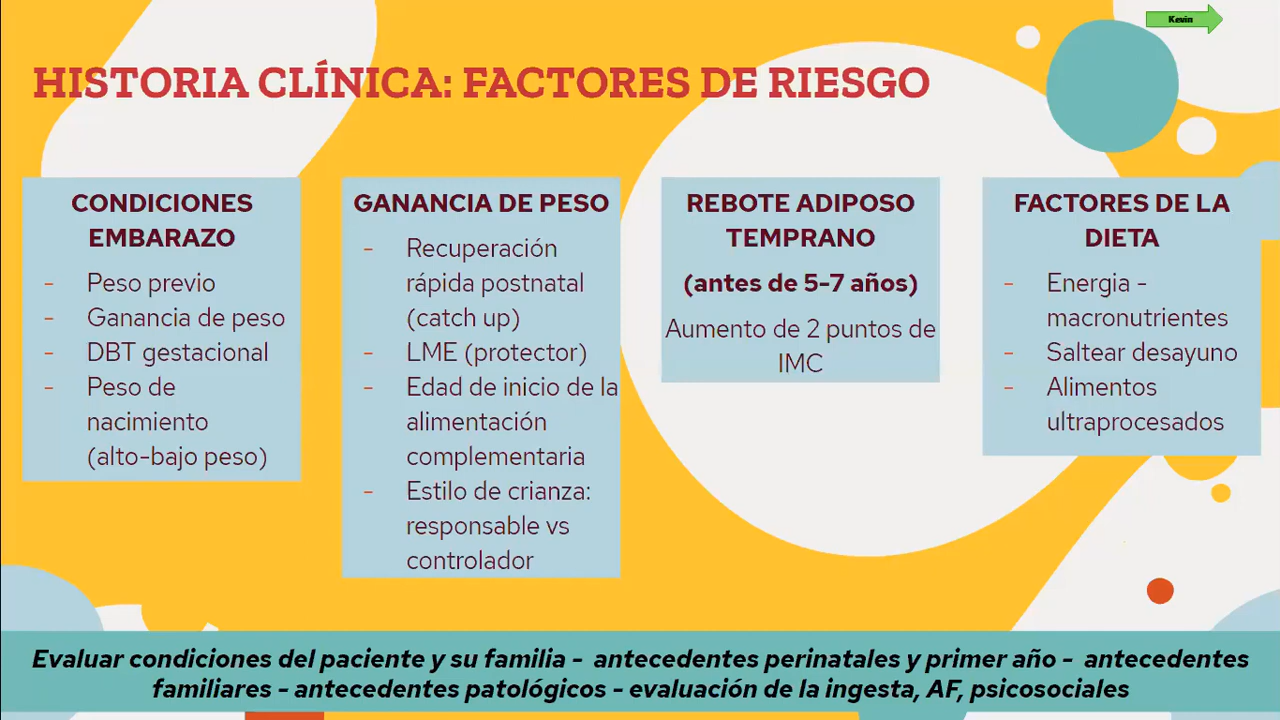 Kevin
HISTORIA CLÍNICA: FACTORES DE RIESGO
CONDICIONES
EMBARAZO
- Peso previo
- Ganancia de peso
- DBT gestacional
- Peso de
nacimiento
(alto-bajo peso)
GANANCIA DE PESO
- Recuperación
rápida postnatal
(catch up)
- LME (protector)
- Edad de inicio de la
alimentación
complementaria
- Estilo de crianza:
responsable vs
controlador
REBOTE ADIPOSO
TEMPRANO
(antes de 5-7 años)
Aumento de 2 puntos de
IMC
FACTORES DE LA
DIETA
- Energia -
macronutrientes
- Saltear desayuno
- Alimentos
ultraprocesados
Evaluar condiciones del paciente y su familia - antecedentes perinatales y primer año - antecedentes
familiares - antecedentes patológicos - evaluación de la ingesta, AF, psicosociales